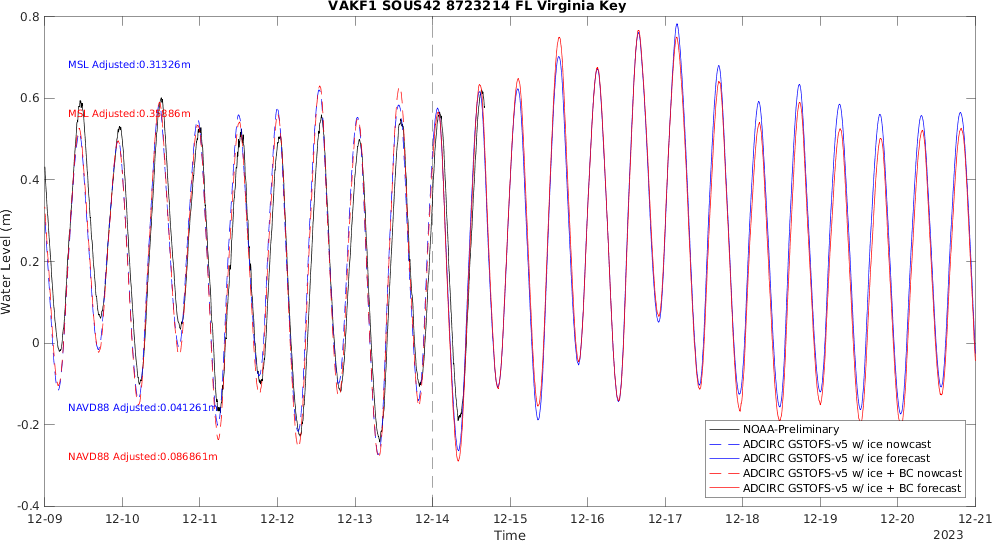 VAKF1 SOUS42 8723214 FL Virginia Key
0.8
0.6
0.4
0.2
0
-0.2
-0.4
Water Level (m)
MSL Adjusted:0.31326m
MSL Adjusted:0.35886m
NAVD88 Adjusted:0.041261m
NAVD88 Adjusted:0.086861m
NOAA-Preliminary
ADCIRC GSTOFS-v5 w/ ice nowcast
ADCIRC GSTOFS-v5 w/ ice forecast
ADCIRC GSTOFS-v5 w/ ice + BC nowcast
ADCIRC GSTOFS-v5 w/ ice + BC forecast
12-09 12-10 12-11 12-12 12-13 12-14 12-15 12-16 12-17 12-18 12-19 12-20 12-21
Time
2023